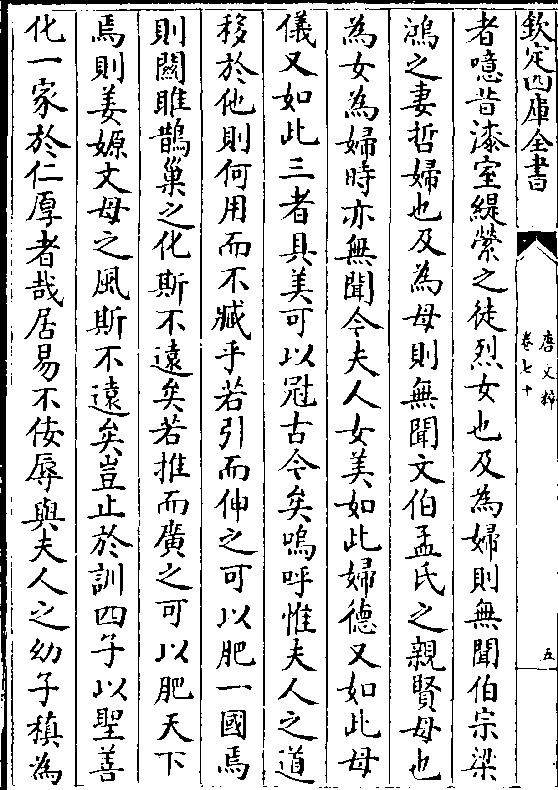 欽定四庫全書
唐文粹
卷七十
五
者噫昔漆室緹縈之徒烈女也及為婦則無聞伯宗梁
鴻之妻哲婦也及為母則無聞文伯孟氏之親賢母也
為女為婦時亦無聞今夫人女美如此婦德又如此母
儀又如此三者具美可以冠古今矣嗚呼惟夫人之道
移於他則何用而不臧乎若引而伸之可以肥一國焉
則關雎鵲巢之化斯不遠矣若推而廣之可以肥天下
焉則姜嫄文母之風斯不遠矣豈止於訓四子以聖善
化一家於仁厚者哉居易不佞辱與夫人之幼子稹為